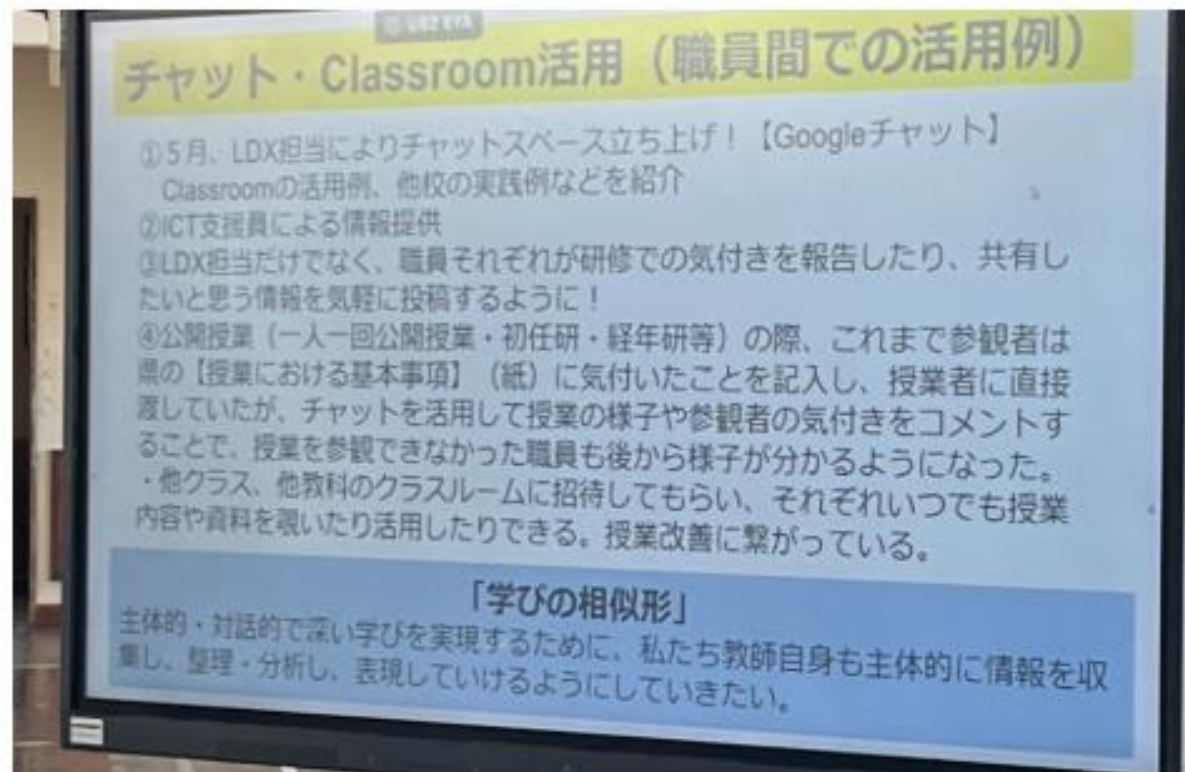 チャット・Classroom活用（職員間での活用例）
①５月、LDX担当によりチャットスペース立ち上げ！【Googleチャット】
Classroomの活用例、他校の実践例などを紹介
②ICT支援員による情報提供
③LDX担当だけでなく、職員それぞれが研修での気付きを報告したり、共有し
たいと思う情報を気軽に投稿するように！
④公開授業（一人一回公開授業・初任研・経年研等）の際、これまで参観者は
県の【授業における基本事項】（紙）に気付いたことを記入し、授業者に直接
渡していたが、チャットを活用して授業の様子や参観者の気付きをコメントす
ることで、授業を参観できなかった職員も後から様子が分かるようになった。
・他クラス、他教科のクラスルームに招待してもらい、それぞれいつでも授業
内容や資料を覗いたり活用したりできる。授業改善に繋がっている。
「学びの相似形」
主体的・対話的で深い学びを実現するために、私たち教師自身も主体的に情報を収
集し、整理・分析し、表現していけるようにしていきたい。